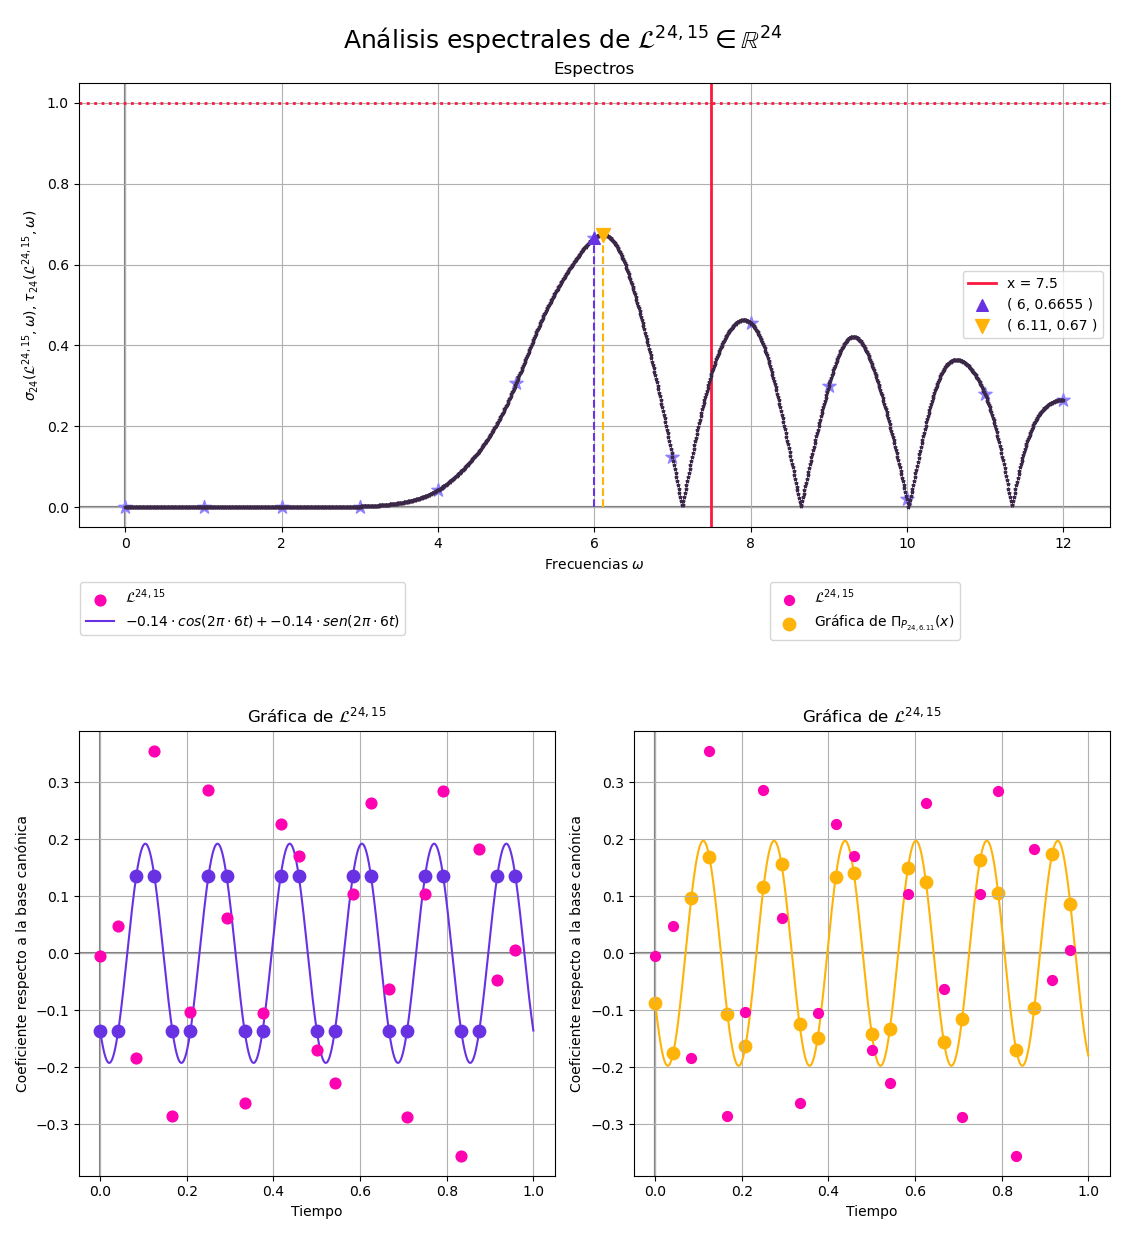 Análisis espectrales de 𝓛^{24,15} ∈ ℝ^{24}
Espectros
σ_{24}(𝓛^{24,15}, ω), τ_{24}(𝓛^{24,15}, ω)
1.0
0.8
0.6
0.4
0.2
0.0
x = 7.5
( 6, 0.6655 )
( 6.11, 0.67 )
0 2 4 6 8 10 12
Frecuencias ω
𝓛^{24,15}
−0.14 · cos(2π · 6t) + −0.14 · sen(2π · 6t)
𝓛^{24,15}
Gráfica de Π_{P_{24,6.11}}(x)
Gráfica de 𝓛^{24,15}
Coeficiente respecto a la base canónica
0.3
0.2
0.1
0.0
−0.1
−0.2
−0.3
0.0 0.2 0.4 0.6 0.8 1.0
Tiempo
Gráfica de 𝓛^{24,15}
Coeficiente respecto a la base canónica
0.3
0.2
0.1
0.0
−0.1
−0.2
−0.3
0.0 0.2 0.4 0.6 0.8 1.0
Tiempo